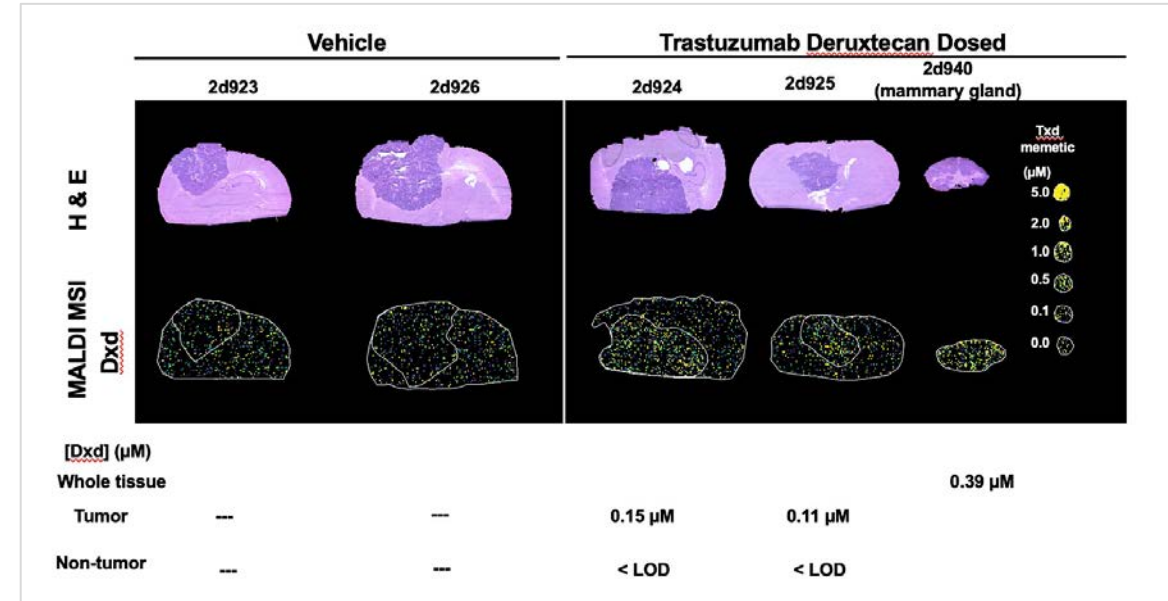 Vehicle
Trastuzumab Deruxtecan Dosed
2d923
2d926
2d924
2d925
2d940
(mammary gland)
H & E
Txd
memetic
(μM)
5.0
2.0
1.0
0.5
0.1
0.0
MALDI MSI
Dxd
[Dxd] (μM)
Whole tissue
0.39 μM
Tumor
---
---
0.15 μM
0.11 μM
Non-tumor
---
---
< LOD
< LOD